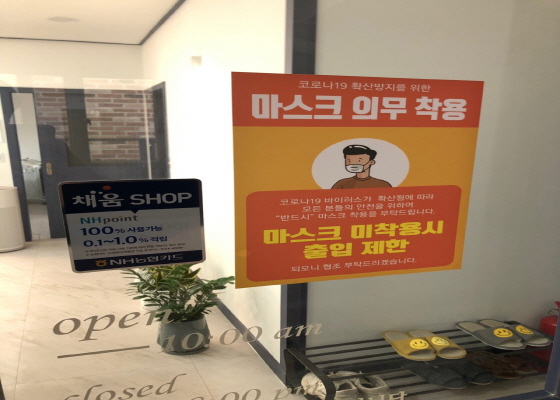 코로나19 확산방지를 위한
마스크 의무 착용
코로나19 바이러스가 확산됨에 따라
모든 분들의 안전을 위하여
"반드시" 마스크 착용을 부탁드립니다.
마스크 미착용시
출입 제한
되오니 협조 부탁드리겠습니다.
채움 SHOP
NHpoint
100% 사용가능
0.1~1.0% 적립
NH농협카드
open
10:00 am
closed
:00 pm